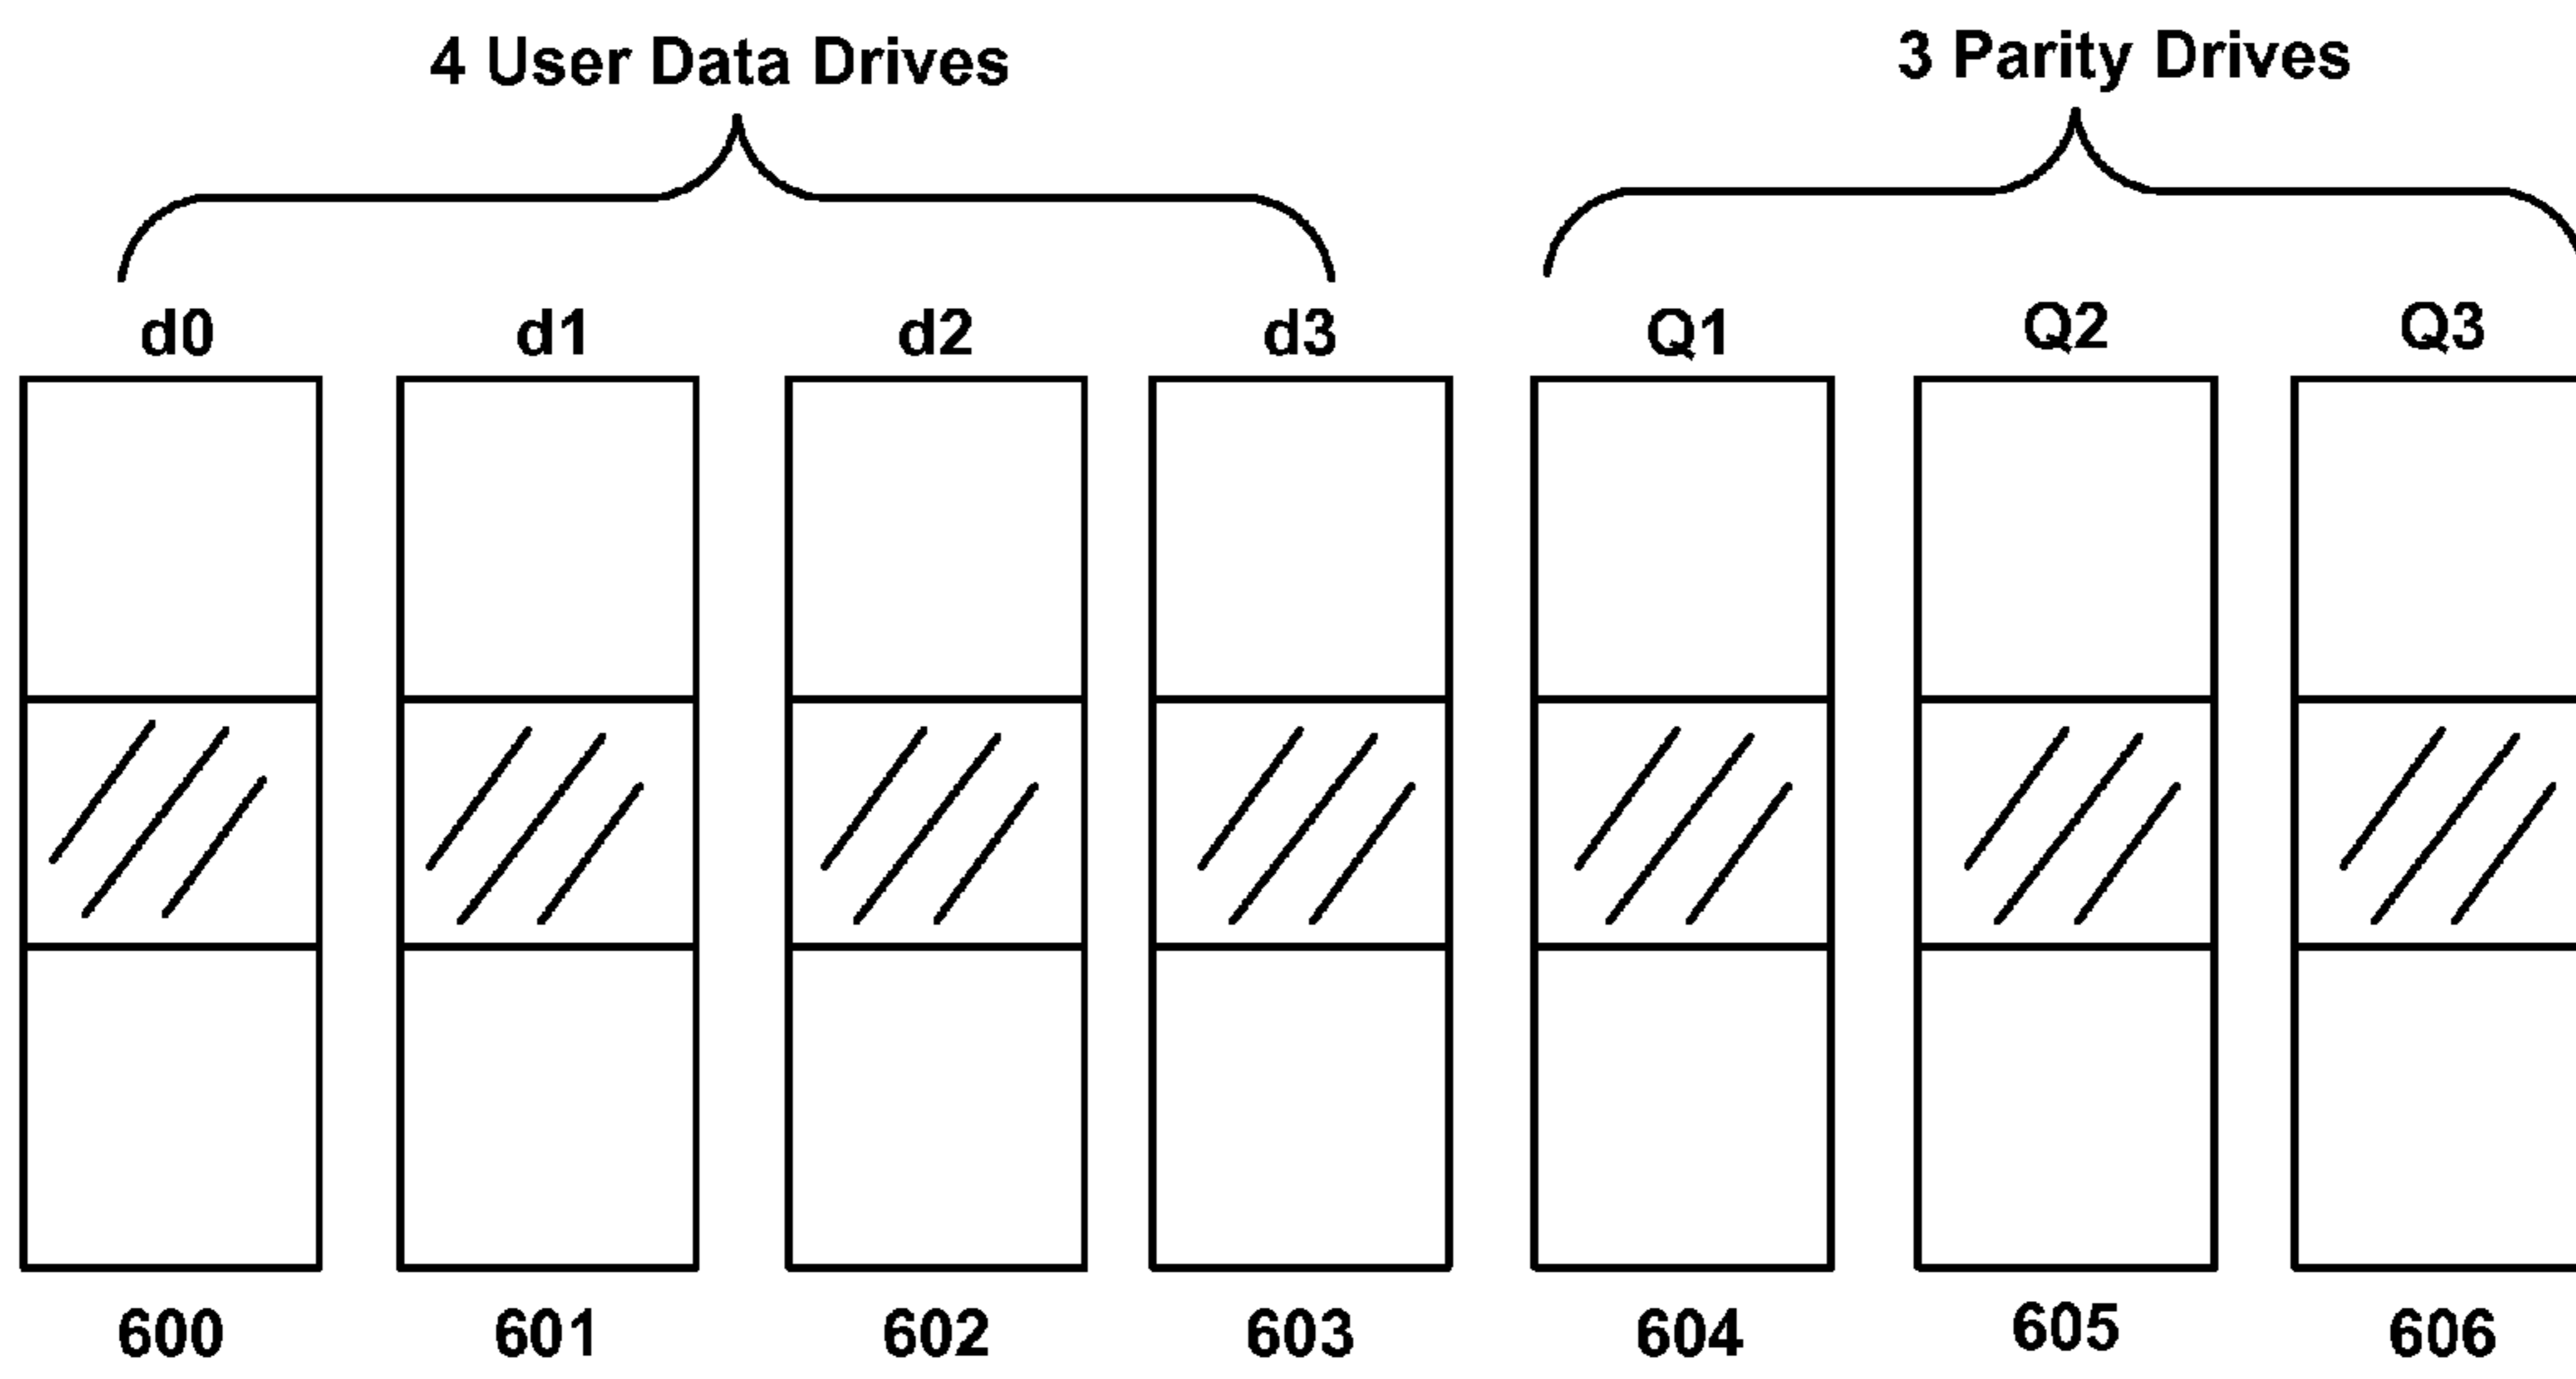 4 User Data Drives 3 Parity Drives
d0 d1 d2 d3 Q1 Q2 Q3
600 601 602 603 604 605 606